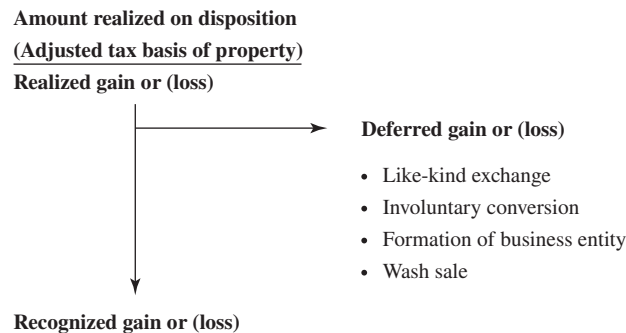 Amount realized on disposition
(Adjusted tax basis of property)
Realized gain or (loss)
Deferred gain or (loss)
• Like-kind exchange
• Involuntary conversion
• Formation of business entity
• Wash sale
Recognized gain or (loss)